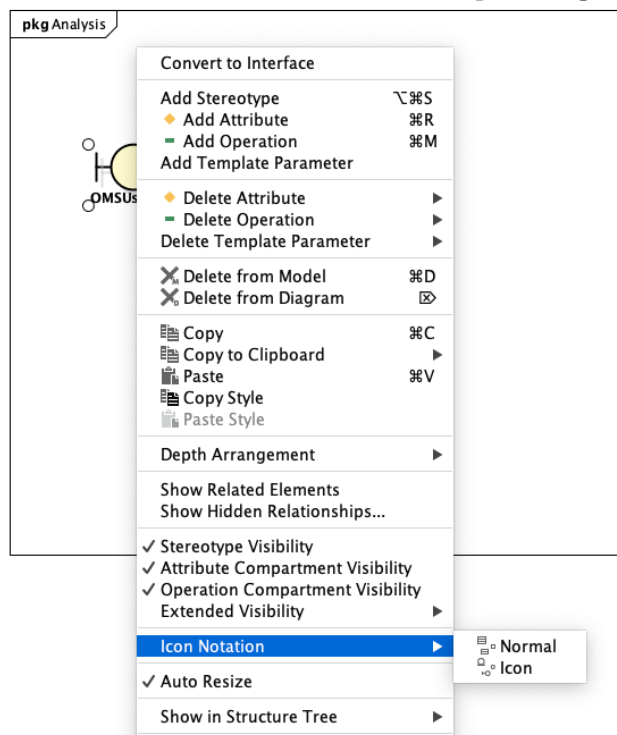 pkg Analysis
Convert to Interface
Add Stereotype ⌥⌘S
Add Attribute ⌘R
Add Operation ⌘M
Add Template Parameter
OMSUs
Delete Attribute
Delete Operation
Delete Template Parameter
Delete from Model ⌘D
Delete from Diagram ⌦
Copy ⌘C
Copy to Clipboard
Paste ⌘V
Copy Style
Paste Style
Depth Arrangement
Show Related Elements
Show Hidden Relationships...
✓ Stereotype Visibility
✓ Attribute Compartment Visibility
✓ Operation Compartment Visibility
Extended Visibility
Icon Notation
Normal
Icon
✓ Auto Resize
Show in Structure Tree